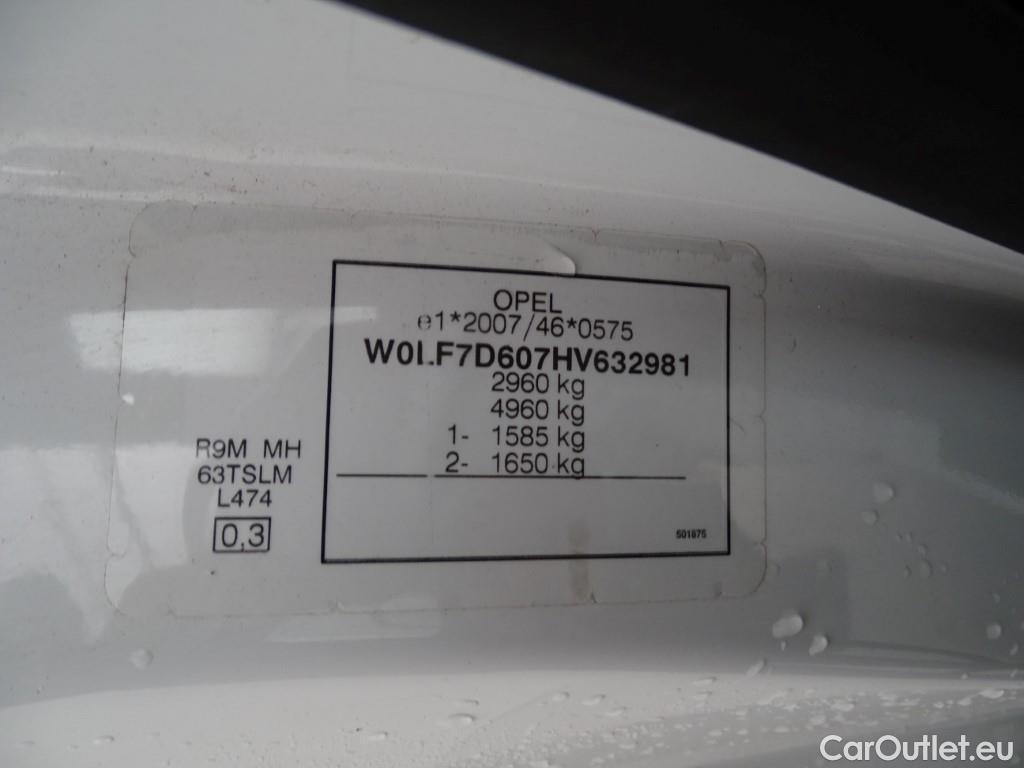 OPEL
e1*2007/46*0575
W0LF7D607HV632981
2960 kg
4960 kg
1- 1585 kg
2- 1650 kg
R9M MH
63TSLM
L474
0,3
501875
CarOutlet.eu